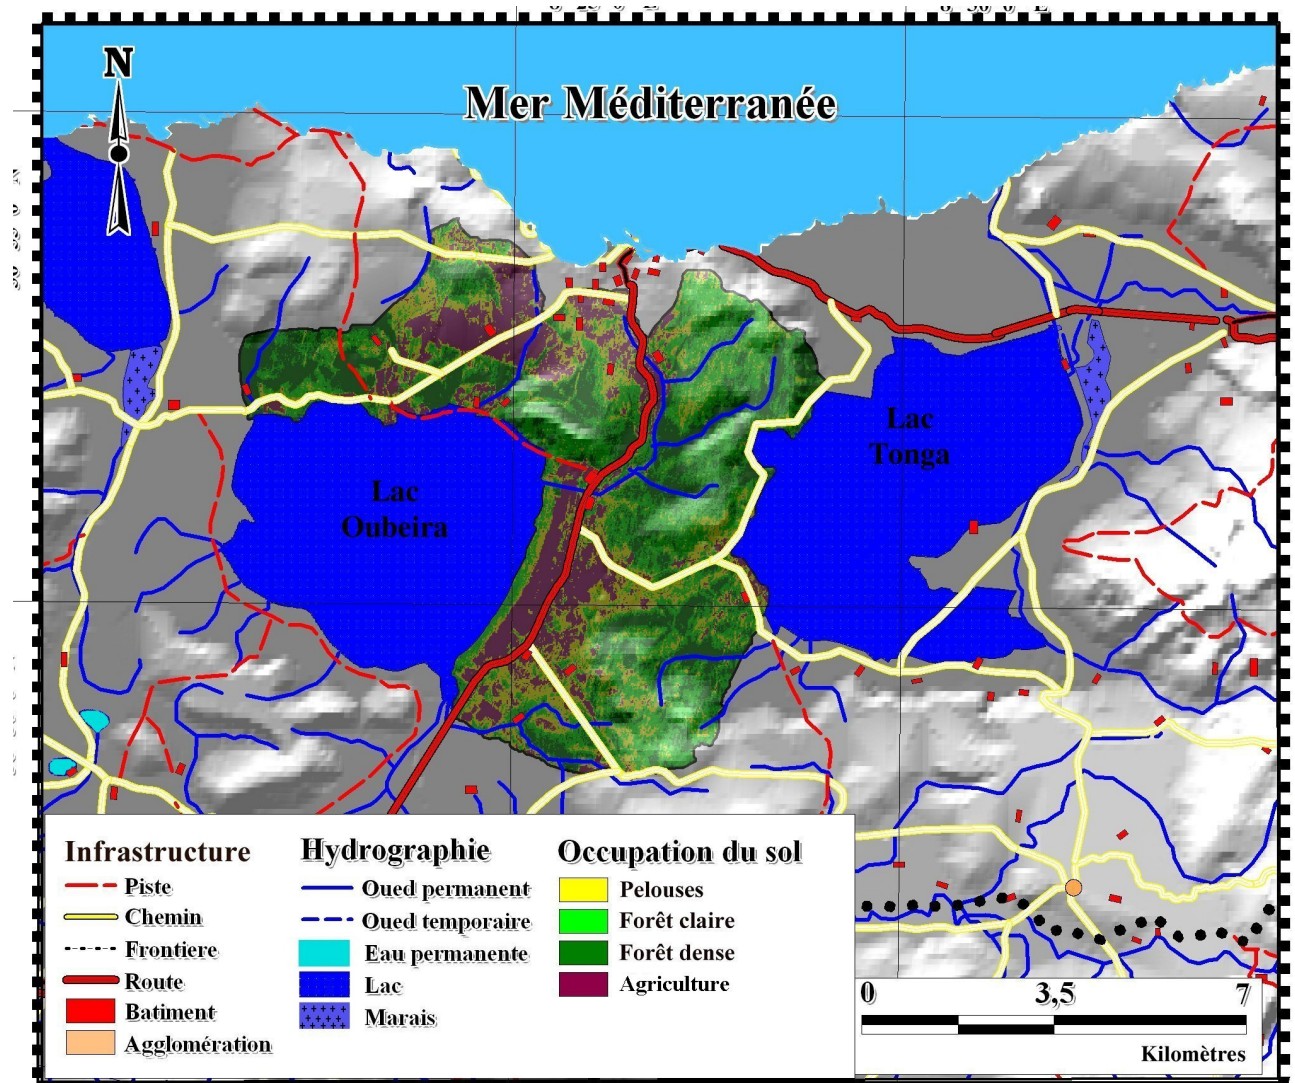 N
Mer Méditerranée
Lac
Tonga
Lac
Oubeira
Infrastructure
Piste
Chemin
Frontiere
Route
Batiment
Agglomération
Hydrographie
Oued permanent
Oued temporaire
Eau permanente
Lac
Marais
Occupation du sol
Pelouses
Forêt claire
Forêt dense
Agriculture
0 3,5 7
Kilomètres